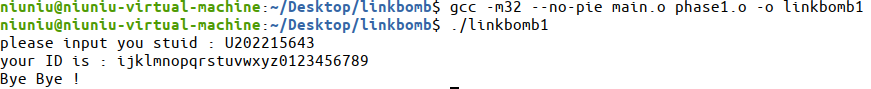 niuniu@niuniu-virtual-machine:~/Desktop/linkbomb$ gcc -m32 --no-pie main.o phase1.o -o linkbomb1
niuniu@niuniu-virtual-machine:~/Desktop/linkbomb$ ./linkbomb1
please input you stuid : U202215643
your ID is : ijklmnopqrstuvwxyz0123456789
Bye Bye !